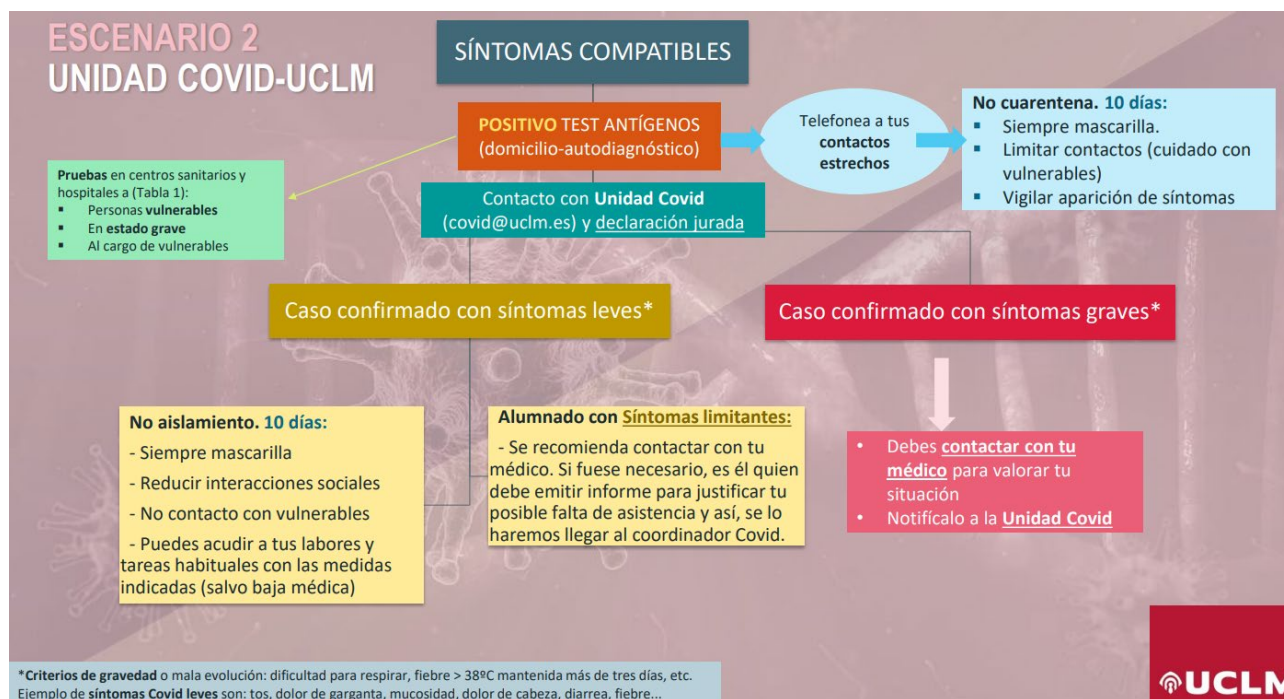 ESCENARIO 2
UNIDAD COVID-UCLM
SÍNTOMAS COMPATIBLES
POSITIVO TEST ANTÍGENOS
(domicilio-autodiagnóstico)
Telefonea a tus
contactos
estrechos
No cuarentena. 10 días:
▪ Siempre mascarilla.
▪ Limitar contactos (cuidado con
vulnerables)
▪ Vigilar aparición de síntomas
Pruebas en centros sanitarios y
hospitales a (Tabla 1):
▪ Personas vulnerables
▪ En estado grave
▪ Al cargo de vulnerables
Contacto con Unidad Covid
(covid@uclm.es) y declaración jurada
Caso confirmado con síntomas leves*
Caso confirmado con síntomas graves*
No aislamiento. 10 días:
- Siempre mascarilla
- Reducir interacciones sociales
- No contacto con vulnerables
- Puedes acudir a tus labores y
tareas habituales con las medidas
indicadas (salvo baja médica)
Alumnado con Síntomas limitantes:
- Se recomienda contactar con tu
médico. Si fuese necesario, es él quien
debe emitir informe para justificar tu
posible falta de asistencia y así, se lo
haremos llegar al coordinador Covid.
• Debes contactar con tu
médico para valorar tu
situación
• Notifícalo a la Unidad Covid
*Criterios de gravedad o mala evolución: dificultad para respirar, fiebre > 38ºC mantenida más de tres días, etc.
Ejemplo de síntomas Covid leves son: tos, dolor de garganta, mucosidad, dolor de cabeza, diarrea, fiebre...
UCLM